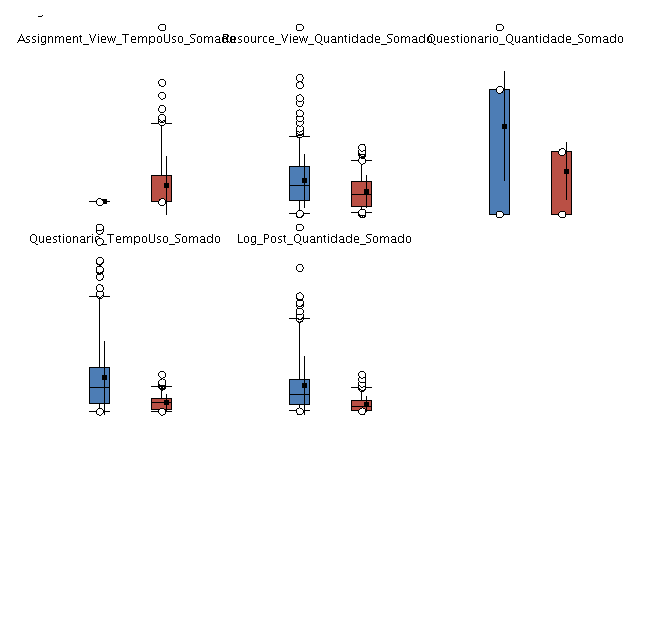 Assignment_View_TempoUso_Somado
Resource_View_Quantidade_Somado
Questionario_Quantidade_Somado
Questionario_TempoUso_Somado
Log_Post_Quantidade_Somado